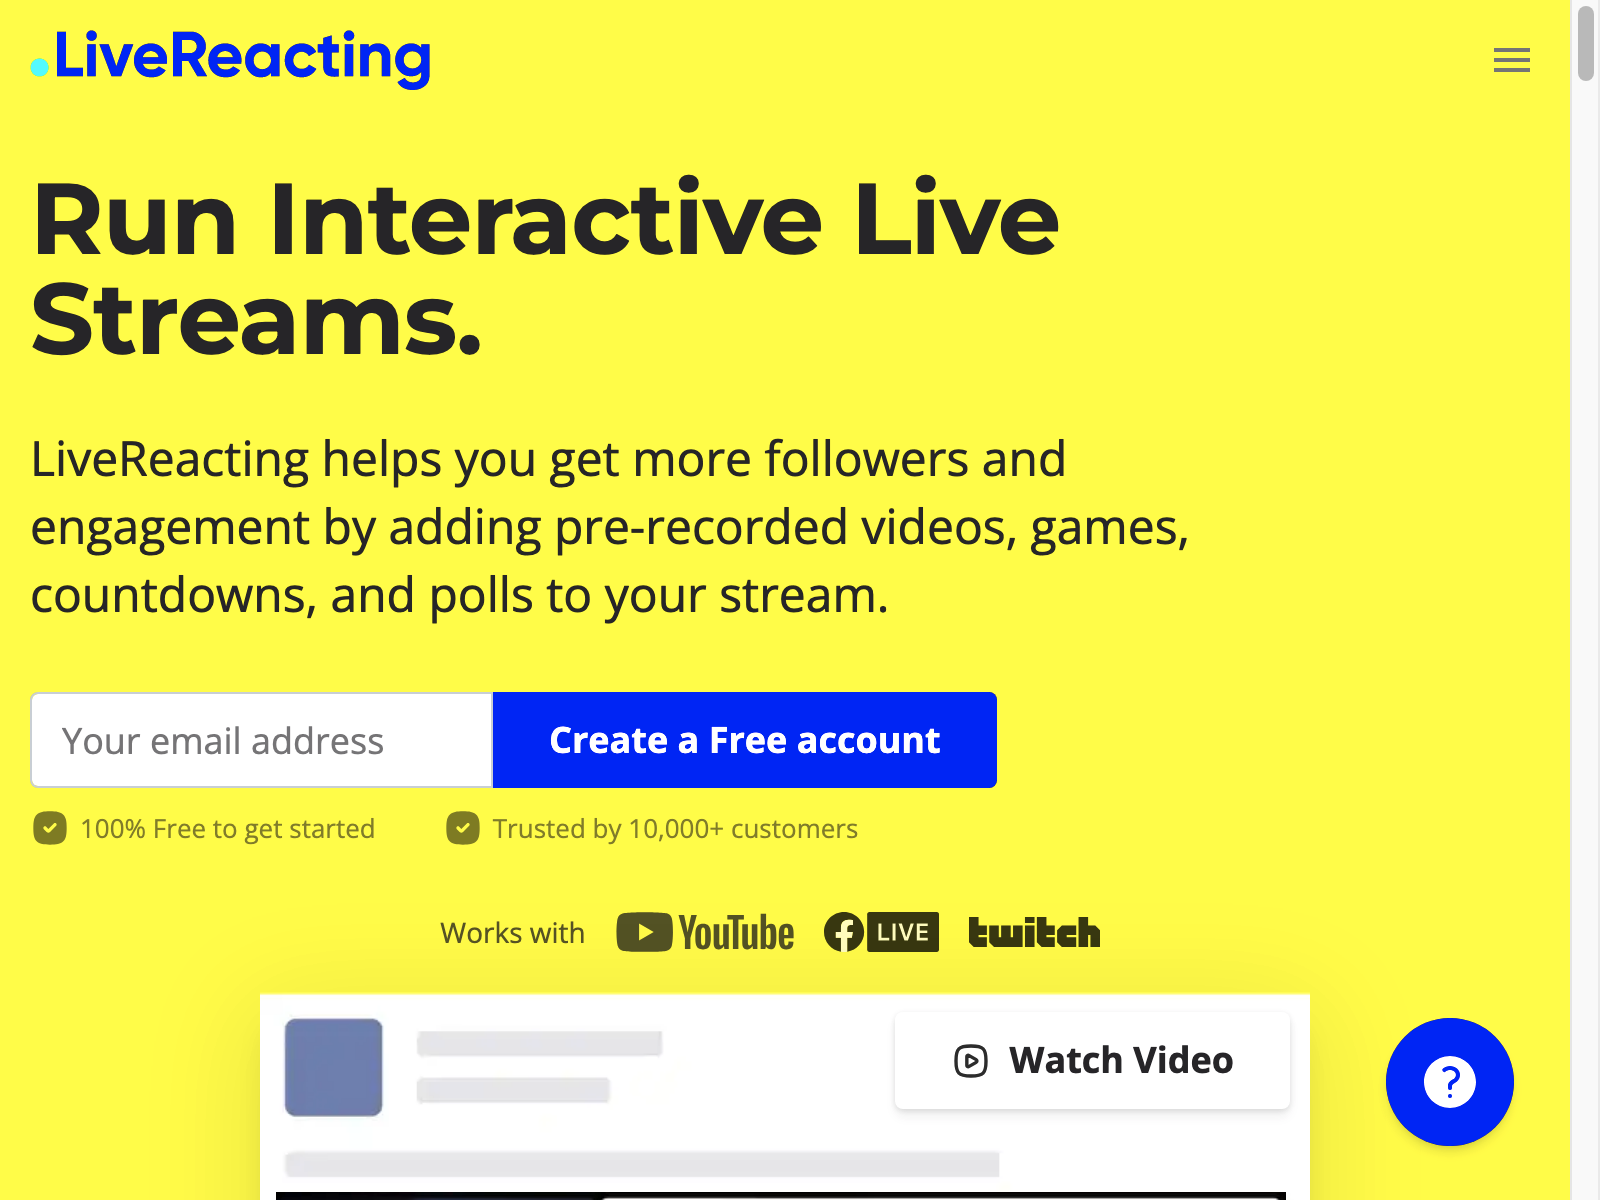 LiveReacting
Run Interactive Live
Streams.
LiveReacting helps you get more followers and
engagement by adding pre-recorded videos, games,
countdowns, and polls to your stream.
Your email address
Create a Free account
100% Free to get started
Trusted by 10,000+ customers
Works with
YouTube
LIVE
twitch
Watch Video
?